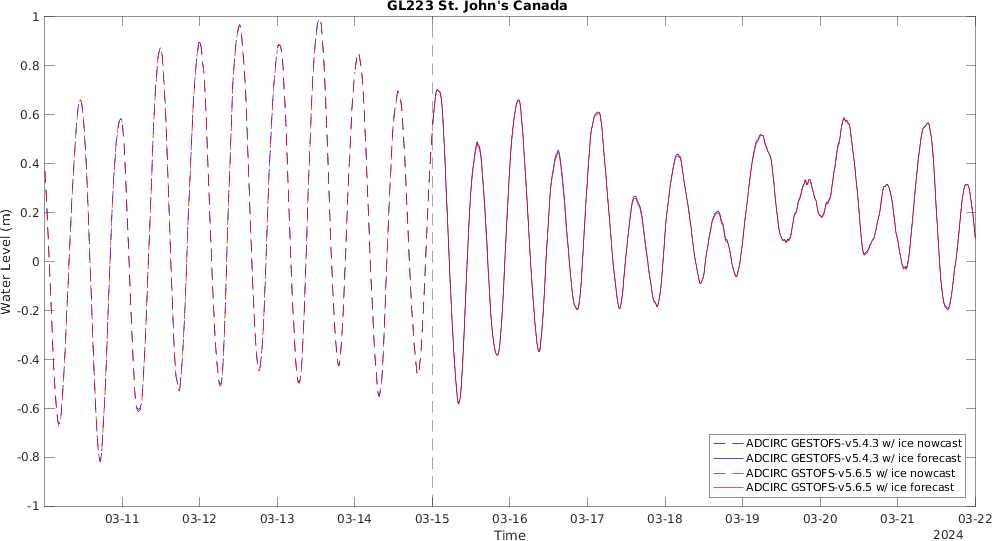 GL223 St. John's Canada
1
0.8
0.6
0.4
0.2
0
-0.2
-0.4
-0.6
-0.8
-1
Water Level (m)
ADCIRC GESTOFS-v5.4.3 w/ ice nowcast
ADCIRC GESTOFS-v5.4.3 w/ ice forecast
ADCIRC GSTOFS-v5.6.5 w/ ice nowcast
ADCIRC GSTOFS-v5.6.5 w/ ice forecast
03-11 03-12 03-13 03-14 03-15 03-16 03-17 03-18 03-19 03-20 03-21 03-22
Time
2024